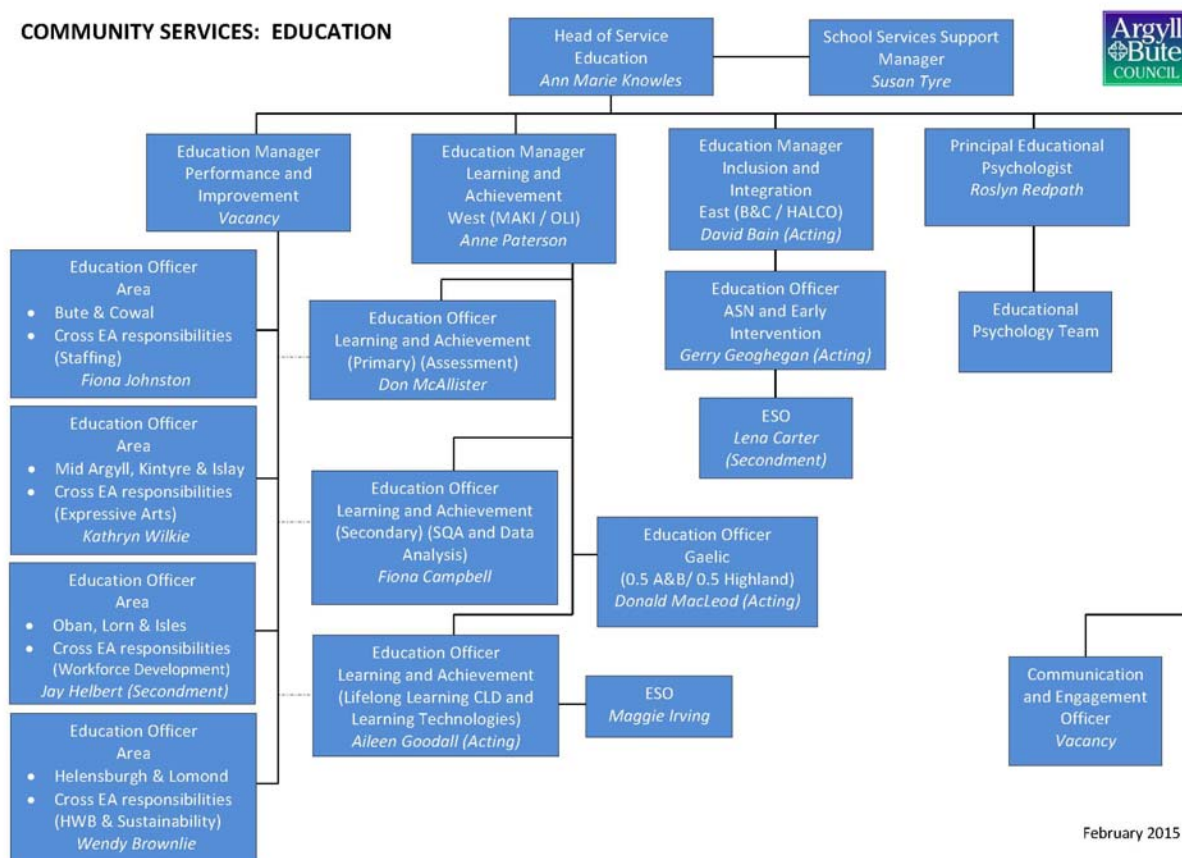 COMMUNITY SERVICES: EDUCATION
Head of Service
Education
Ann Marie Knowles
School Services Support
Manager
Susan Tyre
Argyll
&Bute
COUNCIL
Education Manager
Performance and
Improvement
Vacancy
Education Manager
Learning and
Achievement
West (MAKI / OLI)
Anne Paterson
Education Manager
Inclusion and
Integration
East (B&C / HALCO)
David Bain (Acting)
Principal Educational
Psychologist
Roslyn Redpath
Education Officer
Area
• Bute & Cowal
• Cross EA responsibilities
(Staffing)
Fiona Johnston
Education Officer
Learning and Achievement
(Primary) (Assessment)
Don McAllister
Education Officer
ASN and Early
Intervention
Gerry Geoghegan (Acting)
Educational
Psychology Team
Education Officer
Area
• Mid Argyll, Kintyre & Islay
• Cross EA responsibilities
(Expressive Arts)
Kathryn Wilkie
ESO
Lena Carter
(Secondment)
Education Officer
Learning and Achievement
(Secondary) (SQA and Data
Analysis)
Fiona Campbell
Education Officer
Gaelic
(0.5 A&B/ 0.5 Highland)
Donald MacLeod (Acting)
Education Officer
Area
• Oban, Lorn & Isles
• Cross EA responsibilities
(Workforce Development)
Jay Helbert (Secondment)
Education Officer
Learning and Achievement
(Lifelong Learning CLD and
Learning Technologies)
Aileen Goodall (Acting)
ESO
Maggie Irving
Communication
and Engagement
Officer
Vacancy
Education Officer
Area
• Helensburgh & Lomond
• Cross EA responsibilities
(HWB & Sustainability)
Wendy Brownlie
February 2015